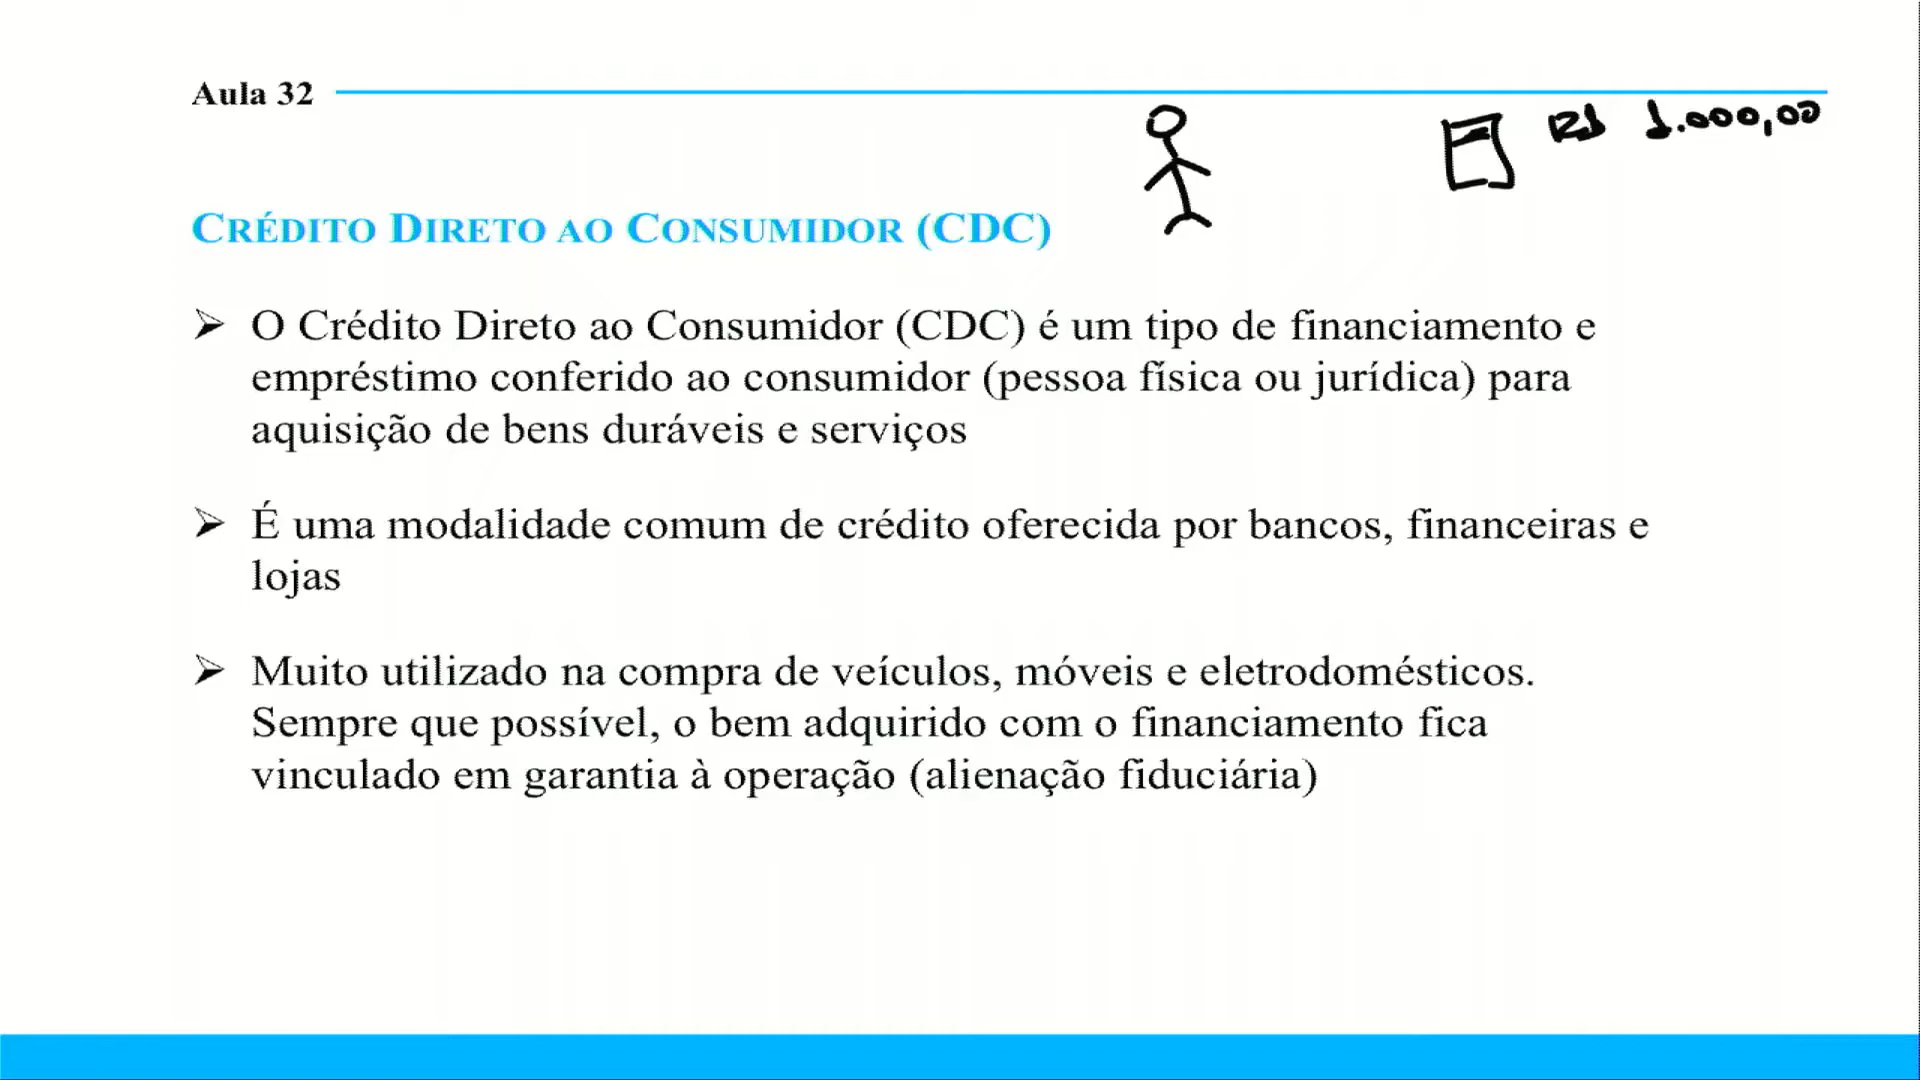 Aula 32
R$ 1.000,00
CRÉDITO DIRETO AO CONSUMIDOR (CDC)
➢ O Crédito Direto ao Consumidor (CDC) é um tipo de financiamento e
empréstimo conferido ao consumidor (pessoa física ou jurídica) para
aquisição de bens duráveis e serviços
➢ É uma modalidade comum de crédito oferecida por bancos, financeiras e
lojas
➢ Muito utilizado na compra de veículos, móveis e eletrodomésticos.
Sempre que possível, o bem adquirido com o financiamento fica
vinculado em garantia à operação (alienação fiduciária)